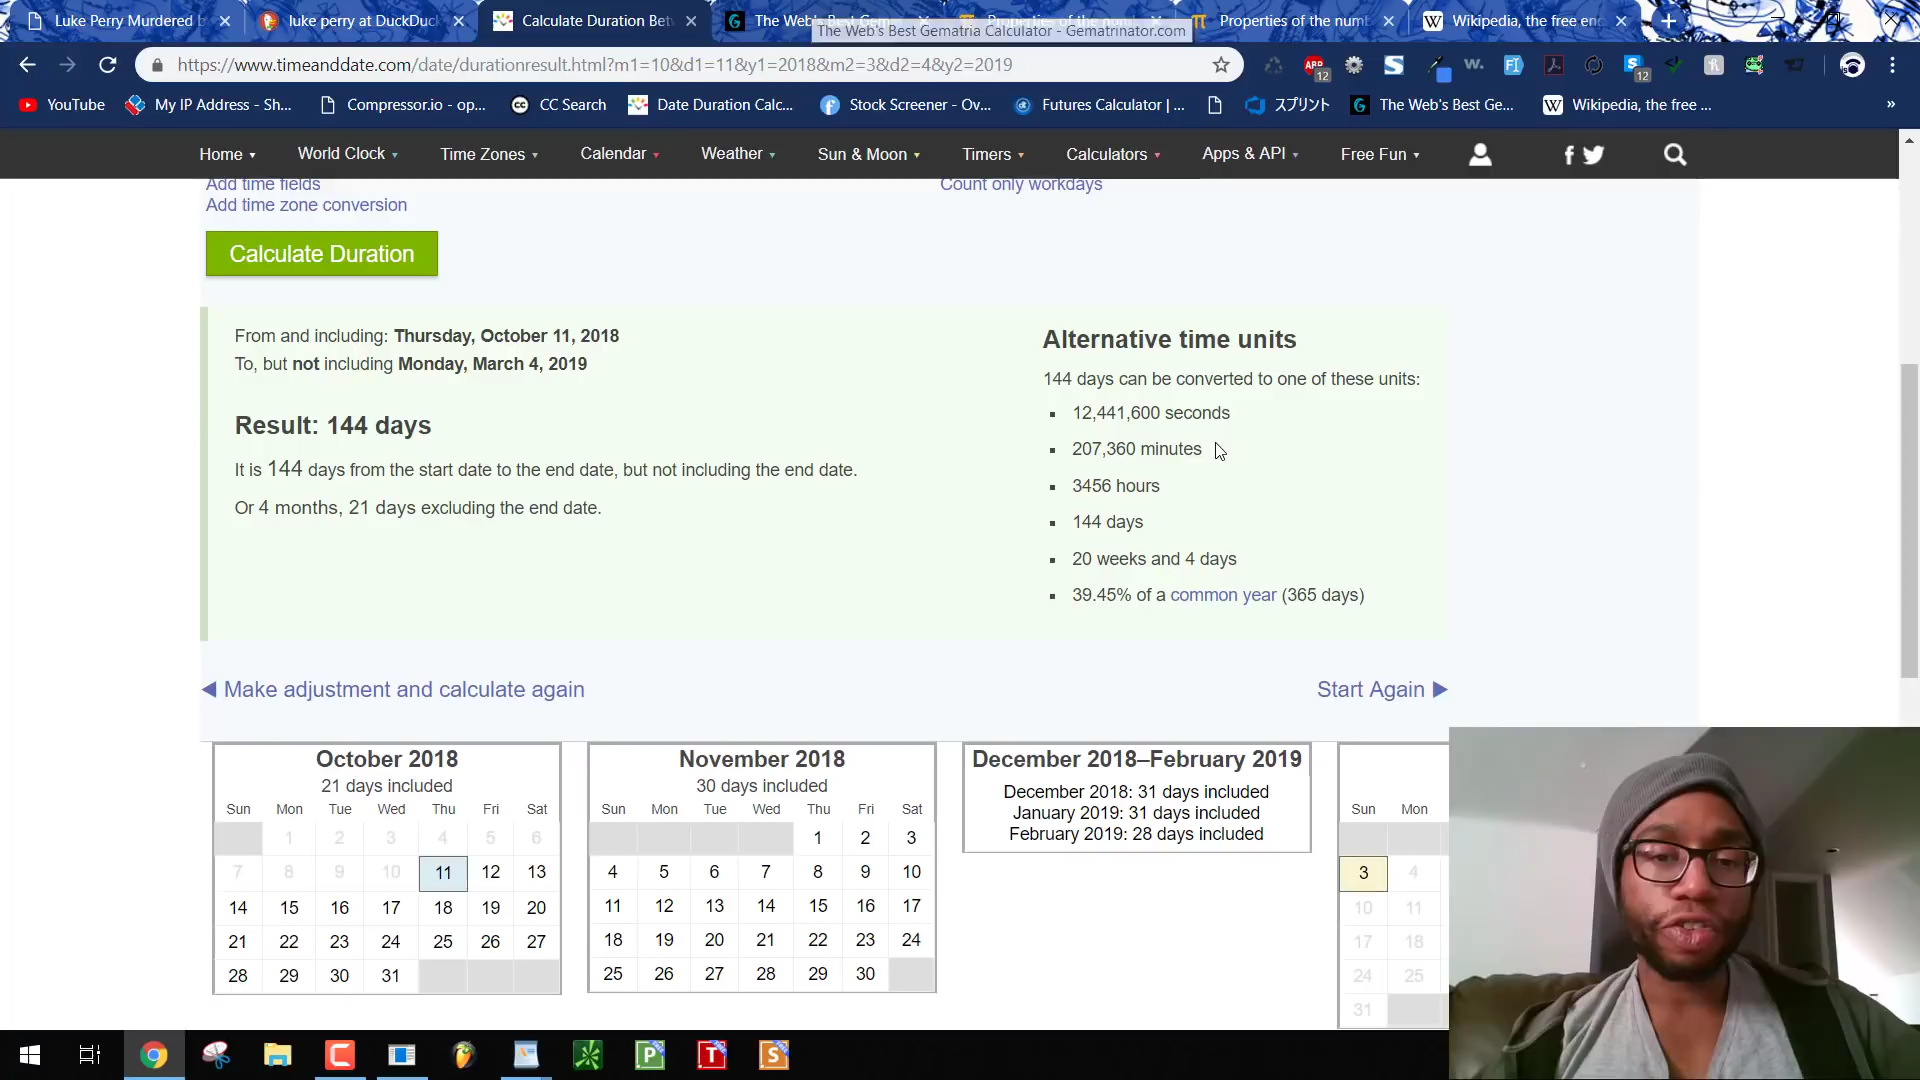 Luke Perry Murdered b
luke perry at DuckDuck
Calculate Duration Bet
The Web's Best Gem
Properties of the num
Properties of the numb
Wikipedia, the free en
The Web's Best Gematria Calculator - Gematrinator.com
https://www.timeanddate.com/date/durationresult.html?m1=10&d1=11&y1=2018&m2=3&d2=4&y2=2019
YouTube
My IP Address - Sh...
Compressor.io - op...
CC Search
Date Duration Calc...
Stock Screener - Ov...
Futures Calculator | ...
スプリント
The Web's Best Ge...
Wikipedia, the free ...
»
Home World Clock Time Zones Calendar Weather Sun & Moon Timers Calculators Apps & API Free Fun
Add time fields
Count only workdays
Add time zone conversion
Calculate Duration
From and including: Thursday, October 11, 2018
To, but not including Monday, March 4, 2019
Result: 144 days
It is 144 days from the start date to the end date, but not including the end date.
Or 4 months, 21 days excluding the end date.
Alternative time units
144 days can be converted to one of these units:
12,441,600 seconds
207,360 minutes
3456 hours
144 days
20 weeks and 4 days
39.45% of a common year (365 days)
Make adjustment and calculate again
Start Again
October 2018
21 days included
Sun Mon Tue Wed Thu Fri Sat
1 2 3 4 5 6
7 8 9 10 11 12 13
14 15 16 17 18 19 20
21 22 23 24 25 26 27
28 29 30 31
November 2018
30 days included
Sun Mon Tue Wed Thu Fri Sat
1 2 3
4 5 6 7 8 9 10
11 12 13 14 15 16 17
18 19 20 21 22 23 24
25 26 27 28 29 30
December 2018–February 2019
December 2018: 31 days included
January 2019: 31 days included
February 2019: 28 days included
Sun Mon
3 4
10 11
17 18
24 25
31